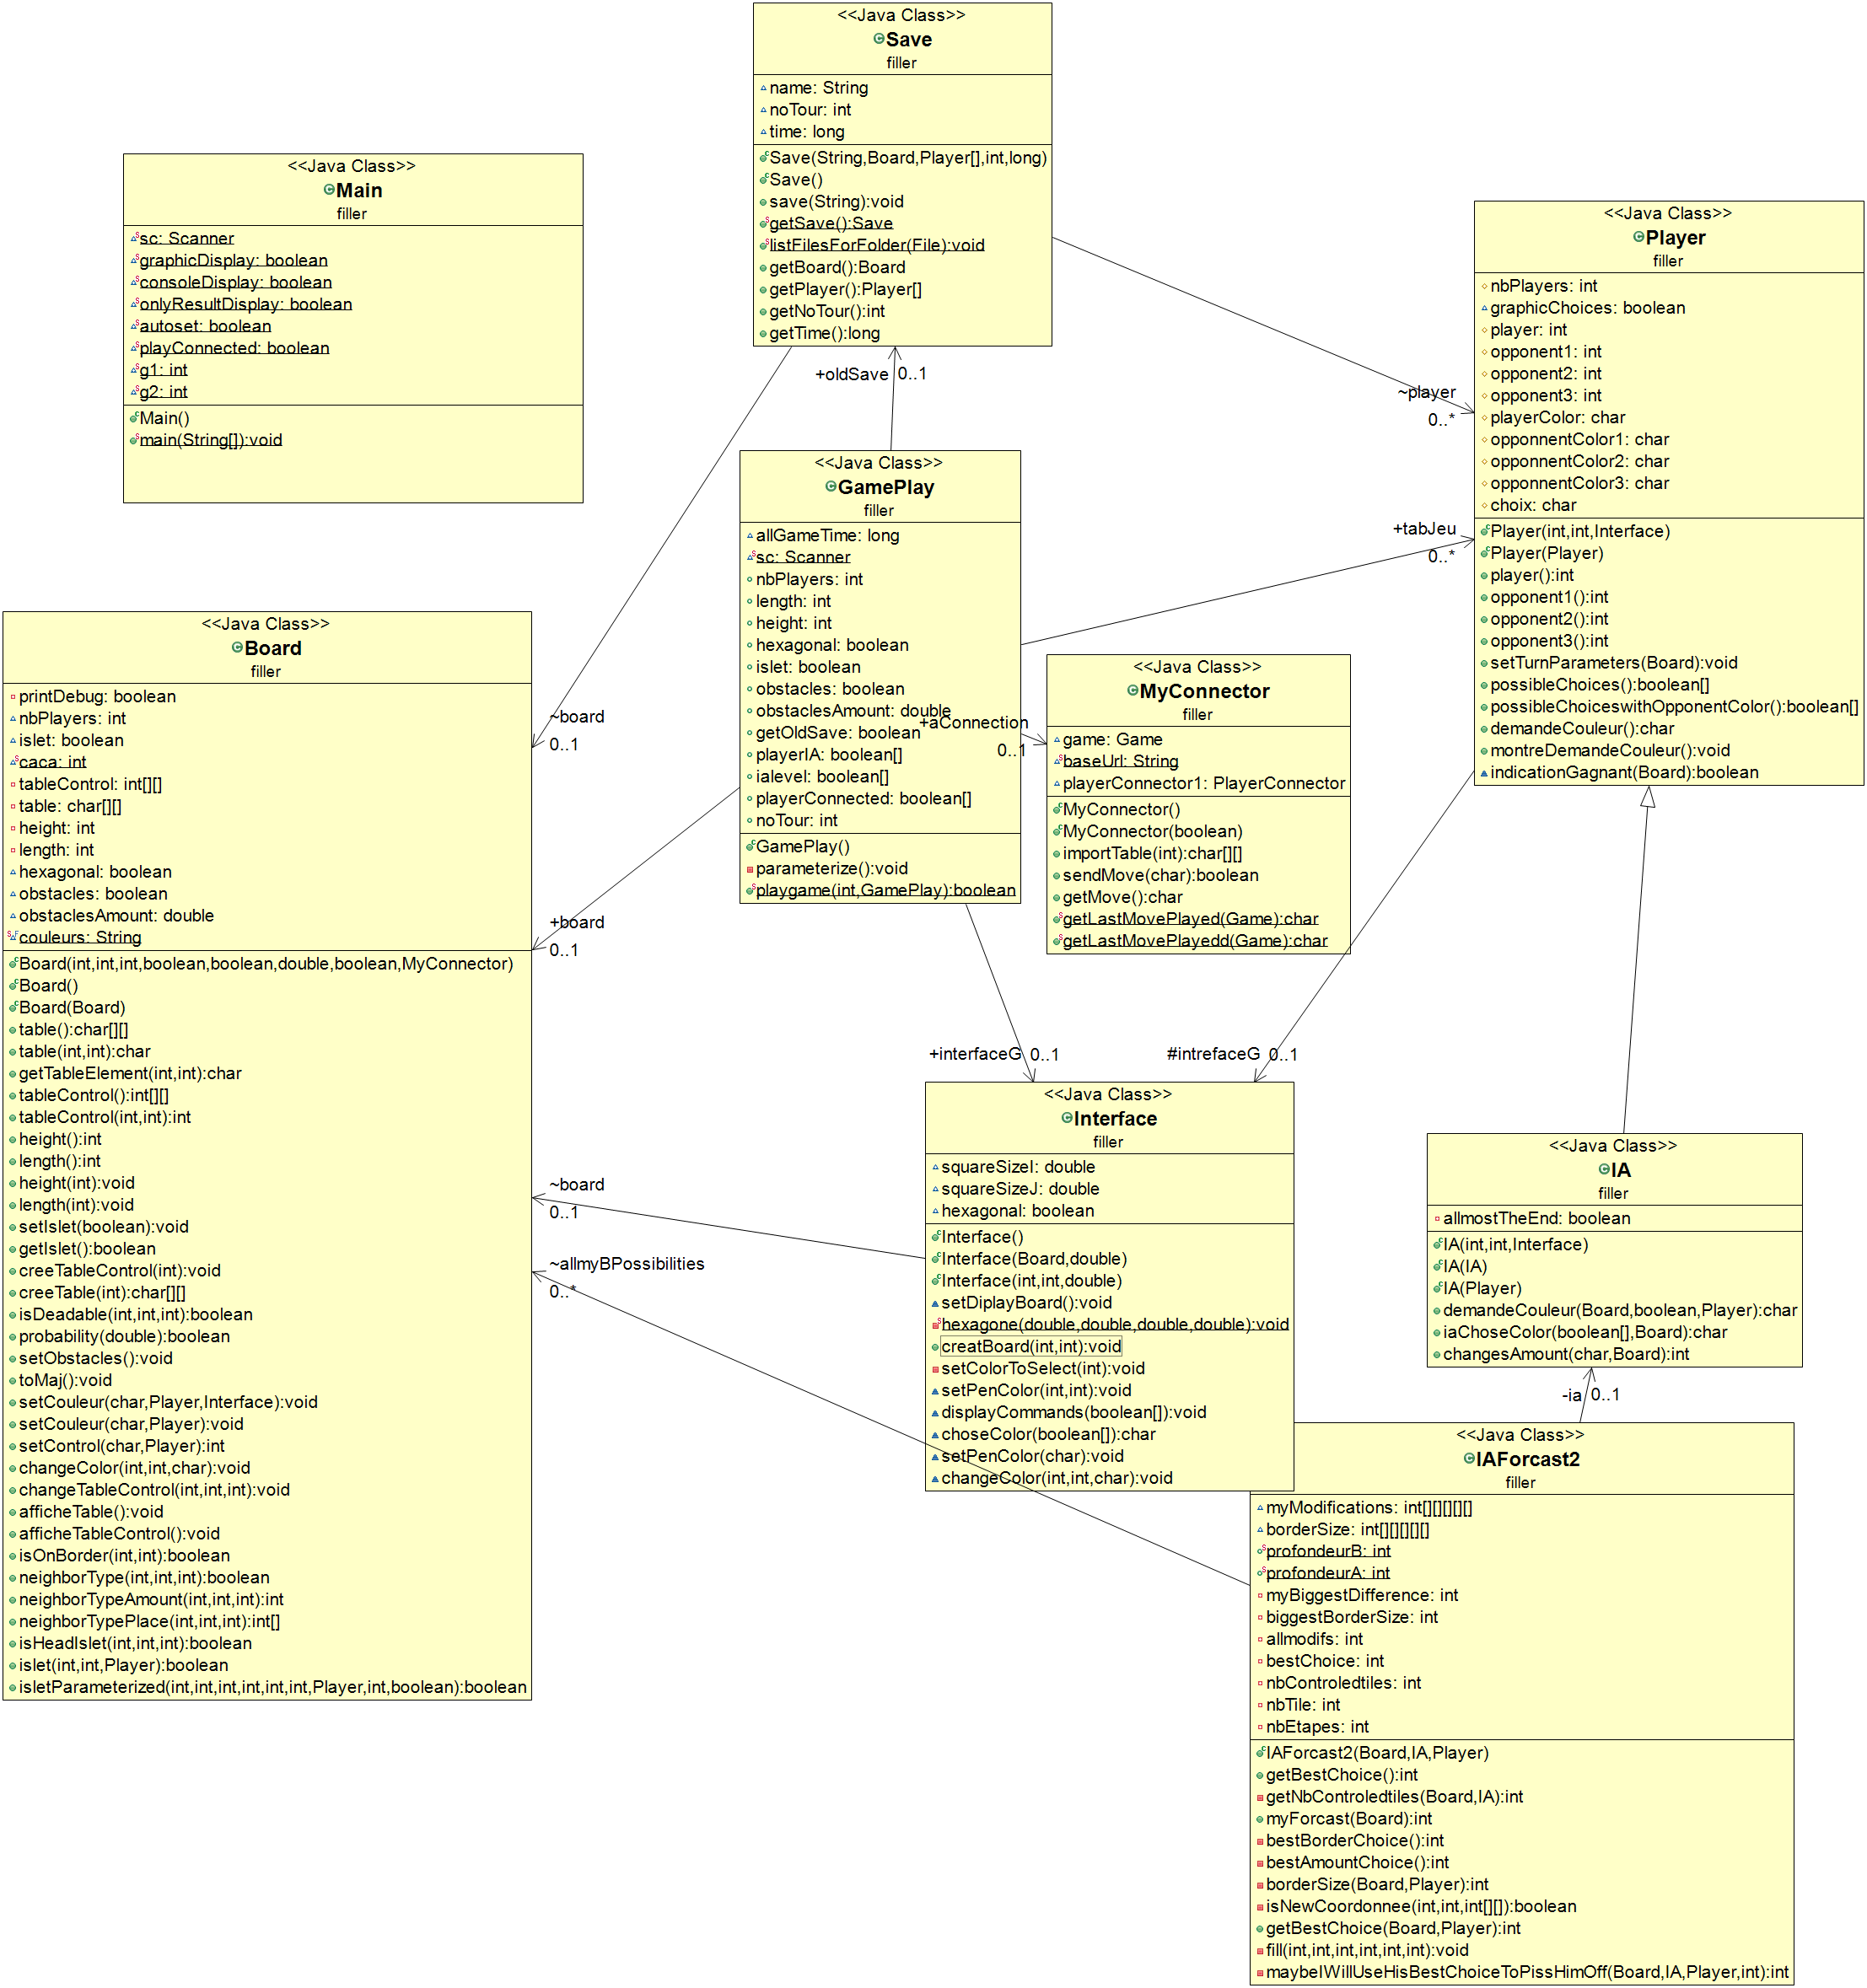 <<Java Class>>
Save
filler
name: String
noTour: int
time: long
Save(String,Board,Player[],int,long)
Save()
save(String):void
getSave():Save
listFilesForFolder(File):void
getBoard():Board
getPlayer():Player[]
getNoTour():int
getTime():long
<<Java Class>>
Main
filler
sc: Scanner
graphicDisplay: boolean
consoleDisplay: boolean
onlyResultDisplay: boolean
autoset: boolean
playConnected: boolean
g1: int
g2: int
Main()
main(String[]):void
<<Java Class>>
Player
filler
nbPlayers: int
graphicChoices: boolean
player: int
opponent1: int
opponent2: int
opponent3: int
playerColor: char
opponnentColor1: char
opponnentColor2: char
opponnentColor3: char
choix: char
Player(int,int,Interface)
Player(Player)
player():int
opponent1():int
opponent2():int
opponent3():int
setTurnParameters(Board):void
possibleChoices():boolean[]
possibleChoiceswithOpponentColor():boolean[]
demandeCouleur():char
montreDemandeCouleur():void
indicationGagnant(Board):boolean
+oldSave 0..1
~player
0..*
+tabJeu
0..*
<<Java Class>>
GamePlay
filler
allGameTime: long
sc: Scanner
nbPlayers: int
length: int
height: int
hexagonal: boolean
islet: boolean
obstacles: boolean
obstaclesAmount: double
getOldSave: boolean
playerIA: boolean[]
ialevel: boolean[]
playerConnected: boolean[]
noTour: int
GamePlay()
parameterize():void
playgame(int,GamePlay):boolean
+aConnection
0..1
<<Java Class>>
MyConnector
filler
game: Game
baseUrl: String
playerConnector1: PlayerConnector
MyConnector()
MyConnector(boolean)
importTable(int):char[][]
sendMove(char):boolean
getMove():char
getLastMovePlayed(Game):char
getLastMovePlayedd(Game):char
<<Java Class>>
Board
filler
printDebug: boolean
nbPlayers: int
islet: boolean
caca: int
tableControl: int[][]
table: char[][]
height: int
length: int
hexagonal: boolean
obstacles: boolean
obstaclesAmount: double
couleurs: String
Board(int,int,int,boolean,boolean,double,boolean,MyConnector)
Board()
Board(Board)
table():char[][]
table(int,int):char
getTableElement(int,int):char
tableControl():int[][]
tableControl(int,int):int
height():int
length():int
height(int):void
length(int):void
setIslet(boolean):void
getIslet():boolean
creeTableControl(int):void
creeTable(int):char[][]
isDeadable(int,int,int):boolean
probability(double):boolean
setObstacles():void
toMaj():void
setCouleur(char,Player,Interface):void
setCouleur(char,Player):void
setControl(char,Player):int
changeColor(int,int,char):void
changeTableControl(int,int,int):void
afficheTable():void
afficheTableControl():void
isOnBorder(int,int):boolean
neighborType(int,int,int):boolean
neighborTypeAmount(int,int,int):int
neighborTypePlace(int,int,int):int[]
isHeadIslet(int,int,int):boolean
islet(int,int,Player):boolean
isletParameterized(int,int,int,int,int,int,Player,int,boolean):boolean
~board
0..1
+board
0..1
~board
0..1
~allmyBPossibilities
0..*
+interfaceG 0..1
#intrefaceG 0..1
<<Java Class>>
Interface
filler
squareSizeI: double
squareSizeJ: double
hexagonal: boolean
Interface()
Interface(Board,double)
Interface(int,int,double)
setDiplayBoard():void
hexagone(double,double,double,double):void
creatBoard(int,int):void
setColorToSelect(int):void
setPenColor(int,int):void
displayCommands(boolean[]):void
choseColor(boolean[]):char
setPenColor(char):void
changeColor(int,int,char):void
<<Java Class>>
IA
filler
allmostTheEnd: boolean
IA(int,int,Interface)
IA(IA)
IA(Player)
demandeCouleur(Board,boolean,Player):char
iaChoseColor(boolean[],Board):char
changesAmount(char,Board):int
-ia 0..1
<<Java Class>>
IAForcast2
filler
myModifications: int[][][][][]
borderSize: int[][][][][]
profondeurB: int
profondeurA: int
myBiggestDifference: int
biggestBorderSize: int
allmodifs: int
bestChoice: int
nbControledtiles: int
nbTile: int
nbEtapes: int
IAForcast2(Board,IA,Player)
getBestChoice():int
getNbControledtiles(Board,IA):int
myForcast(Board):int
bestBorderChoice():int
bestAmountChoice():int
borderSize(Board,Player):int
isNewCoordonnee(int,int,int[][]):boolean
getBestChoice(Board,Player):int
fill(int,int,int,int,int,int):void
maybeIWillUseHisBestChoiceToPissHimOff(Board,IA,Player,int):int